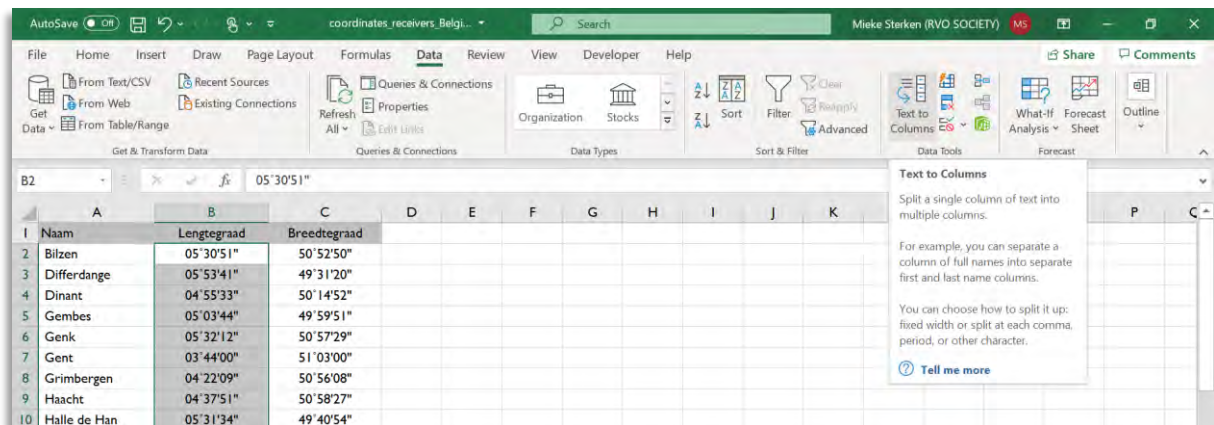 AutoSave Off coordinates_receivers_Belgi... Search Mieke Sterken (RVO SOCIETY) MS
File Home Insert Draw Page Layout Formulas Data Review View Developer Help Share Comments
Get Data
From Text/CSV
From Web
From Table/Range
Recent Sources
Existing Connections
Get & Transform Data
Refresh All
Queries & Connections
Properties
Edit Links
Queries & Connections
Organization Stocks
Data Types
Sort
Filter
Clear
Reapply
Advanced
Sort & Filter
Text to Columns
Data Tools
What-If Analysis
Forecast Sheet
Forecast
Outline
B2 fx 05°30'51"
A B C D E F G H I J K P Q
1 Naam Lengtegraad Breedtegraad
2 Bilzen 05°30'51" 50°52'50"
3 Differdange 05°53'41" 49°31'20"
4 Dinant 04°55'33" 50°14'52"
5 Gembes 05°03'44" 49°59'51"
6 Genk 05°32'12" 50°57'29"
7 Gent 03°44'00" 51°03'00"
8 Grimbergen 04°22'09" 50°56'08"
9 Haacht 04°37'51" 50°58'27"
10 Halle de Han 05°31'34" 49°40'54"
Text to Columns
Split a single column of text into
multiple columns.
For example, you can separate a
column of full names into separate
first and last name columns.
You can choose how to split it up:
fixed width or split at each comma,
period, or other character.
Tell me more